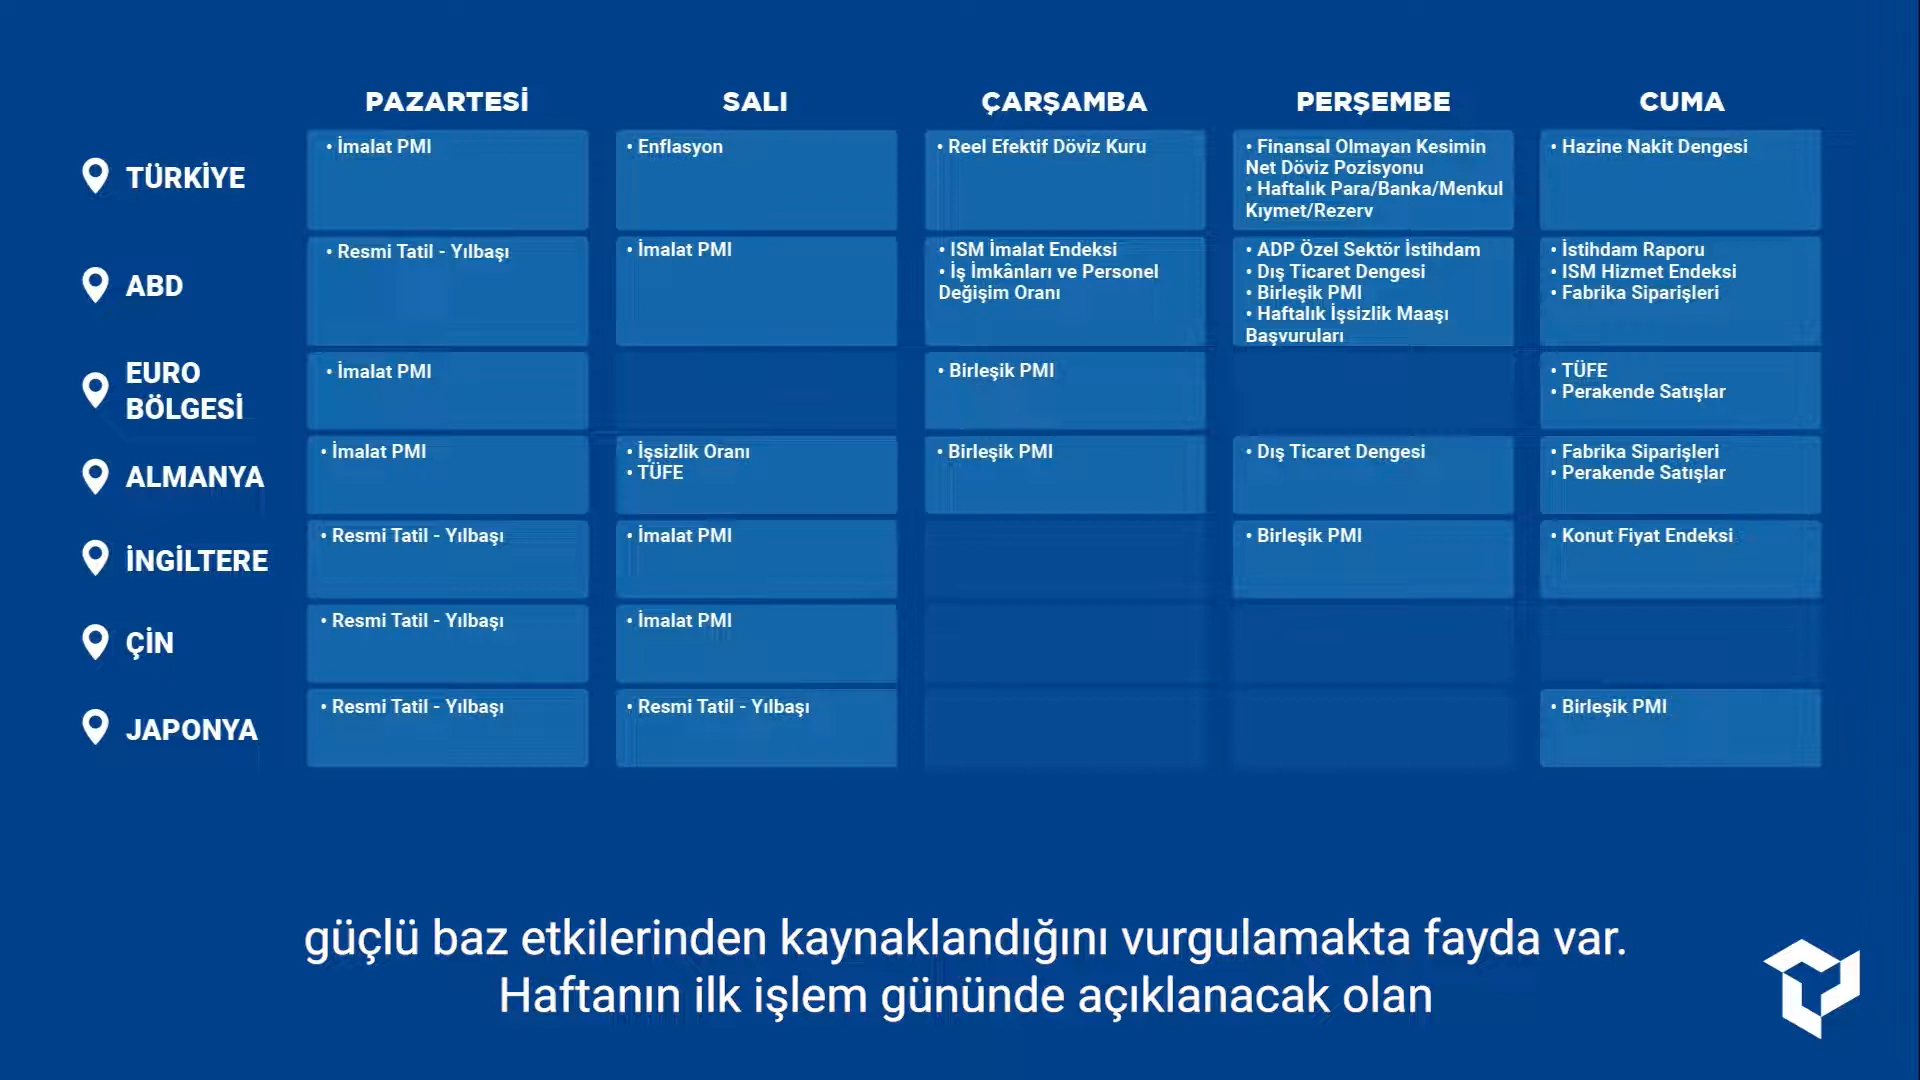 PAZARTESİ SALI ÇARŞAMBA PERŞEMBE CUMA
TÜRKİYE
• İmalat PMI
• Enflasyon
• Reel Efektif Döviz Kuru
• Finansal Olmayan Kesimin
Net Döviz Pozisyonu
• Haftalık Para/Banka/Menkul
Kıymet/Rezerv
• Hazine Nakit Dengesi
ABD
• Resmi Tatil - Yılbaşı
• İmalat PMI
• ISM İmalat Endeksi
• İş İmkânları ve Personel
Değişim Oranı
• ADP Özel Sektör İstihdam
• Dış Ticaret Dengesi
• Birleşik PMI
• Haftalık İşsizlik Maaşı
Başvuruları
• İstihdam Raporu
• ISM Hizmet Endeksi
• Fabrika Siparişleri
EURO
BÖLGESİ
• İmalat PMI
• Birleşik PMI
• TÜFE
• Perakende Satışlar
ALMANYA
• İmalat PMI
• İşsizlik Oranı
• TÜFE
• Birleşik PMI
• Dış Ticaret Dengesi
• Fabrika Siparişleri
• Perakende Satışlar
İNGİLTERE
• Resmi Tatil - Yılbaşı
• İmalat PMI
• Birleşik PMI
• Konut Fiyat Endeksi
ÇİN
• Resmi Tatil - Yılbaşı
• İmalat PMI
JAPONYA
• Resmi Tatil - Yılbaşı
• Resmi Tatil - Yılbaşı
• Birleşik PMI
güçlü baz etkilerinden kaynaklandığını vurgulamakta fayda var.
Haftanın ilk işlem gününde açıklanacak olan